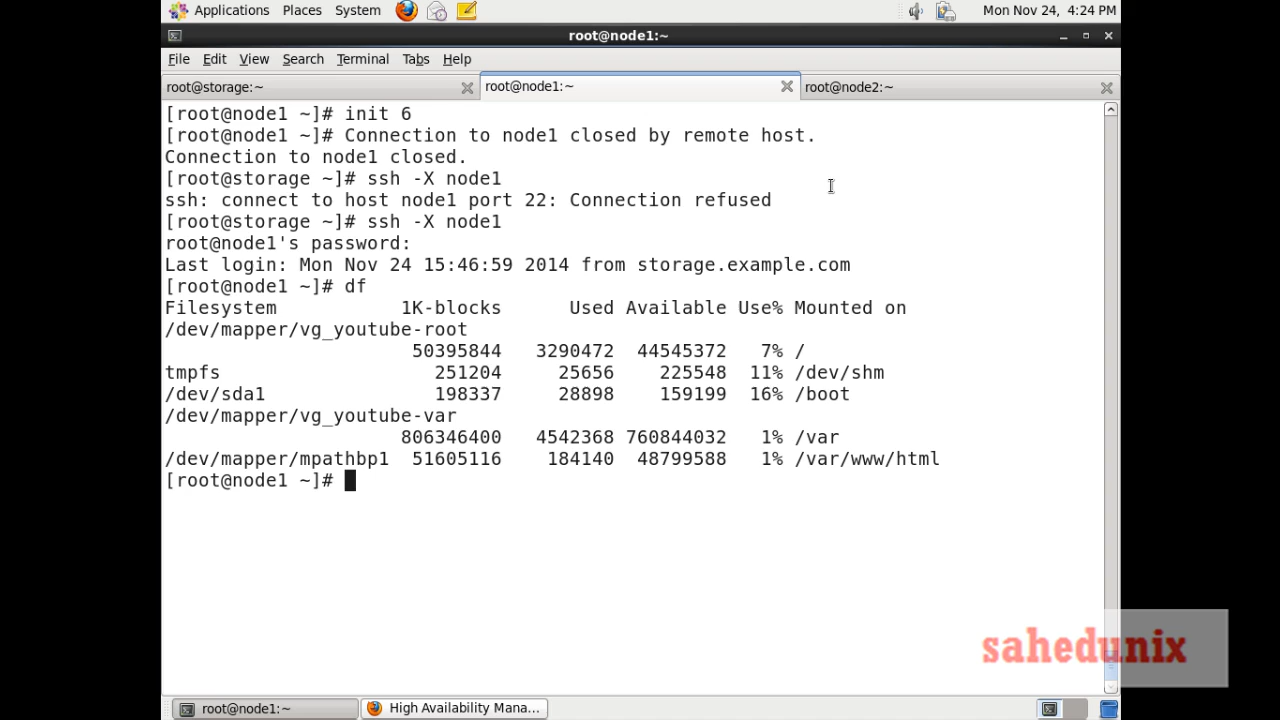 Applications Places System Mon Nov 24, 4:24 PM
root@node1:~
File Edit View Search Terminal Tabs Help
root@storage:~ root@node1:~ root@node2:~
[root@node1 ~]# init 6
[root@node1 ~]# Connection to node1 closed by remote host.
Connection to node1 closed.
[root@storage ~]# ssh -X node1
ssh: connect to host node1 port 22: Connection refused
[root@storage ~]# ssh -X node1
root@node1's password:
Last login: Mon Nov 24 15:46:59 2014 from storage.example.com
[root@node1 ~]# df
Filesystem 1K-blocks Used Available Use% Mounted on
/dev/mapper/vg_youtube-root
50395844 3290472 44545372 7% /
tmpfs 251204 25656 225548 11% /dev/shm
/dev/sda1 198337 28898 159199 16% /boot
/dev/mapper/vg_youtube-var
806346400 4542368 760844032 1% /var
/dev/mapper/mpathbp1 51605116 184140 48799588 1% /var/www/html
[root@node1 ~]#
sahedunix
root@node1:~ High Availability Mana...